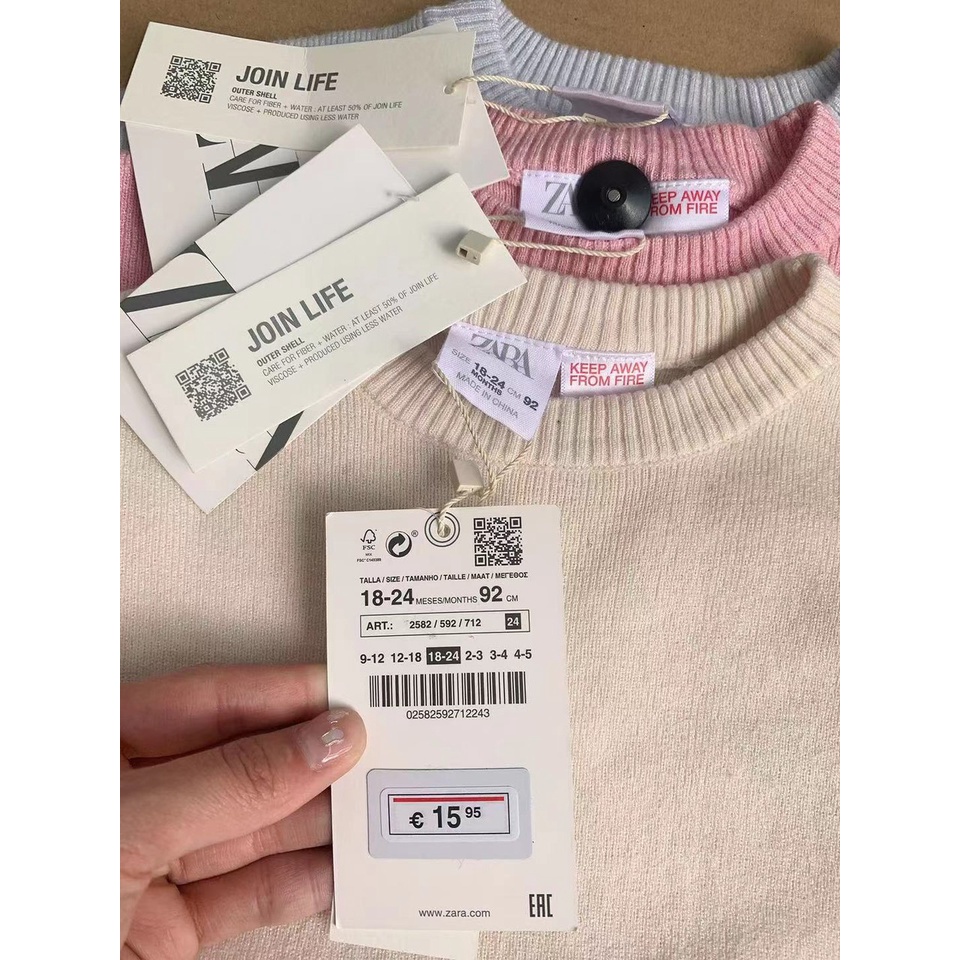 JOIN LIFE
OUTER SHELL
CARE FOR FIBER + WATER : AT LEAST 50% OF JOIN LIFE
VISCOSE + PRODUCED USING LESS WATER
KEEP AWAY
FROM FIRE
JOIN LIFE
OUTER SHELL
CARE FOR FIBER + WATER : AT LEAST 50% OF JOIN LIFE
VISCOSE + PRODUCED USING LESS WATER
ZARA
SIZE 18-24 CM 92
MONTHS
MADE IN CHINA
KEEP AWAY
FROM FIRE
FSC
TALLA / SIZE / TAMANHO / TAILLE / MAAT / ΜΕΓΕΘΟΣ
18-24 MESES/MONTHS 92 CM
ART.: 2582 / 592 / 712 24
9-12 12-18 18-24 2-3 3-4 4-5
02582592712243
€ 15 95
www.zara.com
EAC